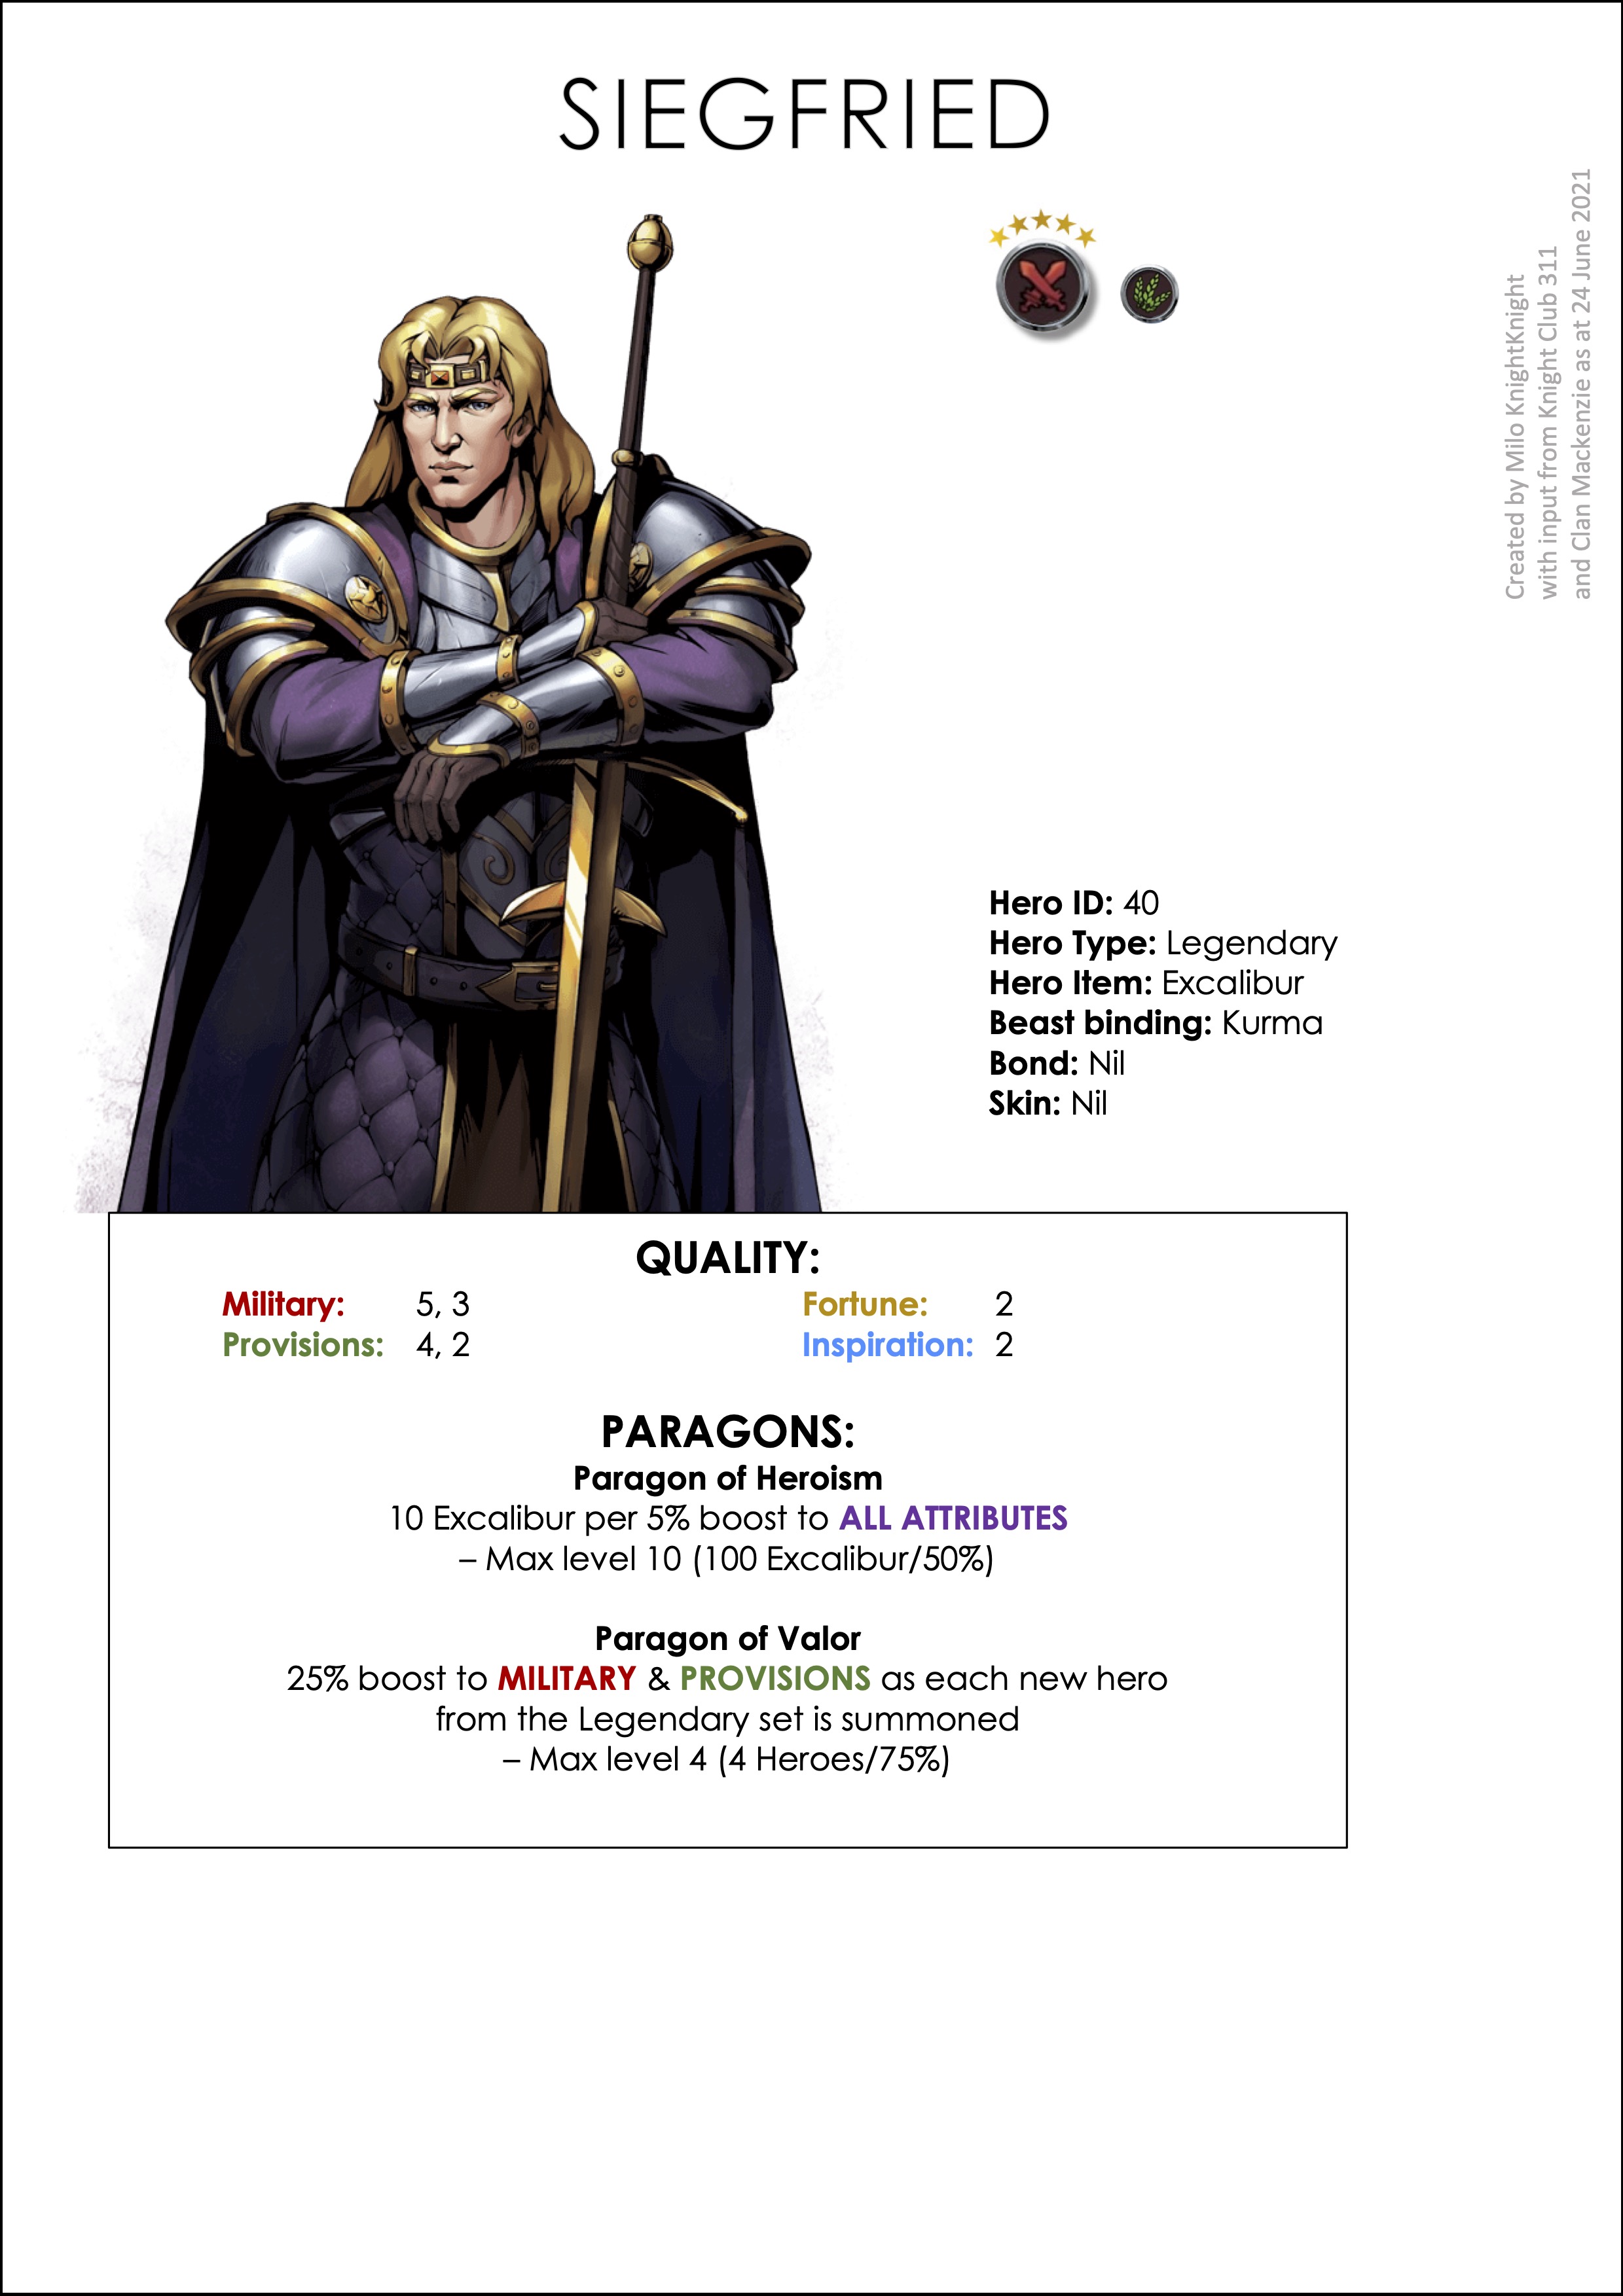 SIEGFRIED
Created by Milo KnightKnight
with input from Knight Club 311
and Clan Mackenzie as at 24 June 2021
Hero ID: 40
Hero Type: Legendary
Hero Item: Excalibur
Beast binding: Kurma
Bond: Nil
Skin: Nil
QUALITY:
Military: 5, 3 Fortune: 2
Provisions: 4, 2 Inspiration: 2
PARAGONS:
Paragon of Heroism
10 Excalibur per 5% boost to ALL ATTRIBUTES
– Max level 10 (100 Excalibur/50%)
Paragon of Valor
25% boost to MILITARY & PROVISIONS as each new hero
from the Legendary set is summoned
– Max level 4 (4 Heroes/75%)